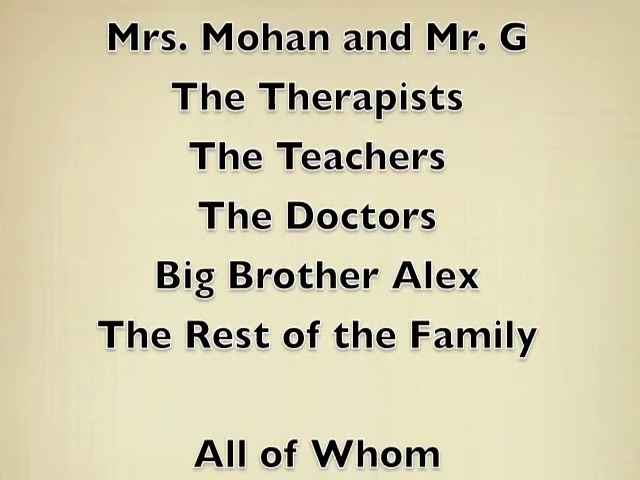 Mrs. Mohan and Mr. G
The Therapists
The Teachers
The Doctors
Big Brother Alex
The Rest of the Family
All of Whom